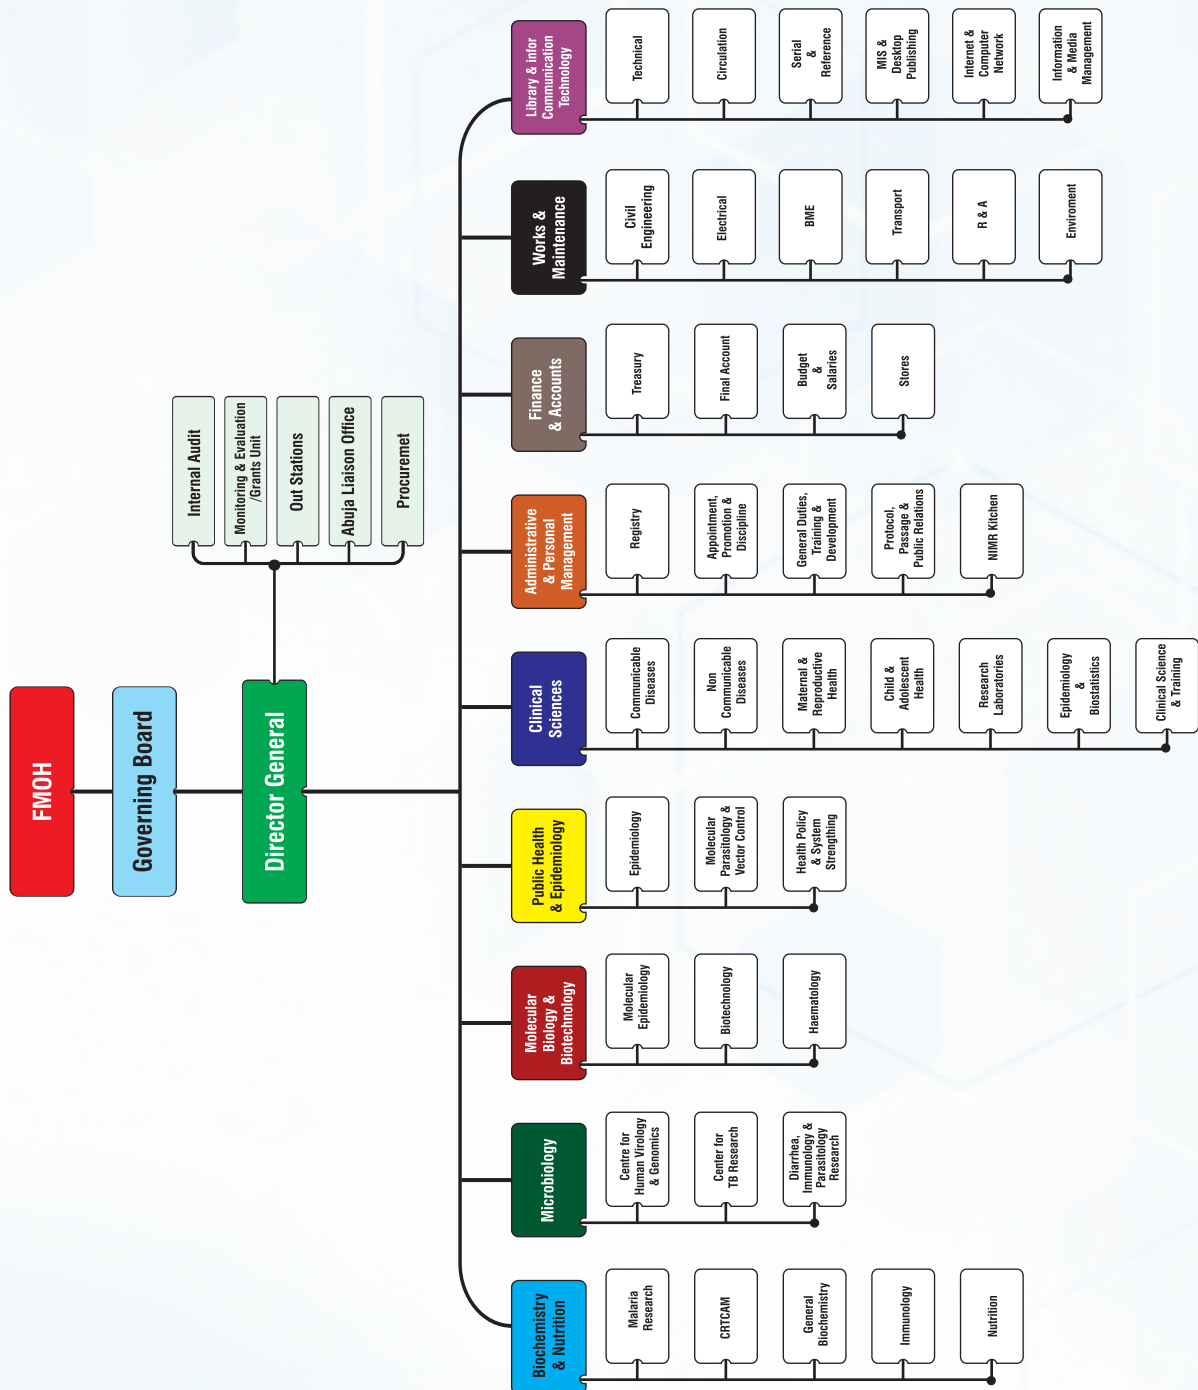 FMOH
Governing Board
Director General
Internal Audit
Monitoring & Evaluation
/Grants Unit
Out Stations
Abuja Liaison Office
Procuremet
Biochemistry
& Nutrition
Malaria
Research
CRTCAM
General
Biochemistry
Immunology
Nutrition
Microbiology
Centre for
Human Virology
& Genomics
Center for
TB Research
Diarrhea,
Immunology &
Parasitology
Research
Molecular
Biology &
Biotechnology
Molecular
Epidemiology
Biotechnology
Haematology
Public Health
& Epidemiology
Epidemiology
Molecular
Parasitology &
Vector Control
Health Policy
& System
Strengthing
Clinical
Sciences
Communicable
Diseases
Non
Communicable
Diseases
Maternal &
Reproductive
Health
Child &
Adolescent
Health
Research
Laboratories
Epidemiology
&
Biostatistics
Clinical Science
& Training
Administrative
& Personal
Management
Registry
Appointment,
Promotion &
Discipline
General Duties,
Training &
Development
Protocol,
Passage &
Public Relations
NIMR Kitchen
Finance
& Accounts
Treasury
Final Account
Budget
&
Salaries
Stores
Works &
Maintenance
Civil
Engineering
Electrical
BME
Transport
R & A
Enviroment
Library & infor
Communication
Technology
Technical
Circulation
Serial
&
Reference
MIS &
Desktop
Publishing
Internet &
Computer
Network
Information
& Media
Management